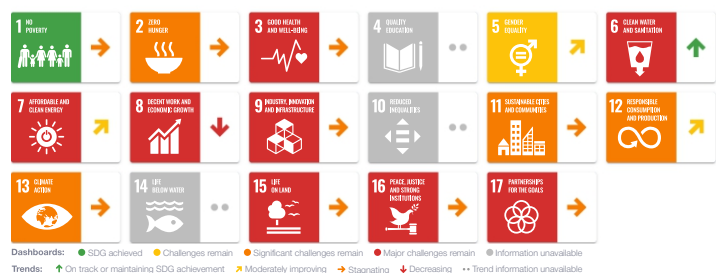 1 NO
POVERTY
2 ZERO
HUNGER
3 GOOD HEALTH
AND WELL-BEING
4 QUALITY
EDUCATION
5 GENDER
EQUALITY
6 CLEAN WATER
AND SANITATION
7 AFFORDABLE AND
CLEAN ENERGY
8 DECENT WORK AND
ECONOMIC GROWTH
9 INDUSTRY, INNOVATION
AND INFRASTRUCTURE
10 REDUCED
INEQUALITIES
11 SUSTAINABLE CITIES
AND COMMUNITIES
12 RESPONSIBLE
CONSUMPTION
AND PRODUCTION
13 CLIMATE
ACTION
14 LIFE
BELOW WATER
15 LIFE
ON LAND
16 PEACE, JUSTICE
AND STRONG
INSTITUTIONS
17 PARTNERSHIPS
FOR THE GOALS
Dashboards: SDG achieved Challenges remain Significant challenges remain Major challenges remain Information unavailable
Trends: On track or maintaining SDG achievement Moderately improving Stagnating Decreasing Trend information unavailable